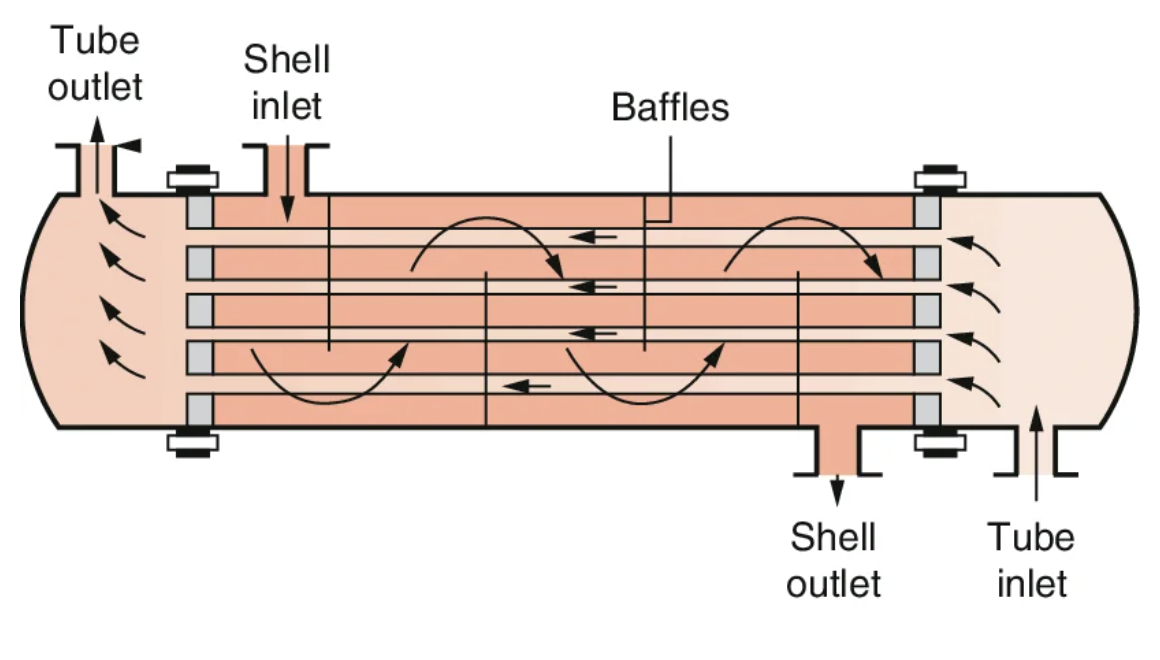 Tube
outlet
Shell
inlet
Baffles
Shell
outlet
Tube
inlet